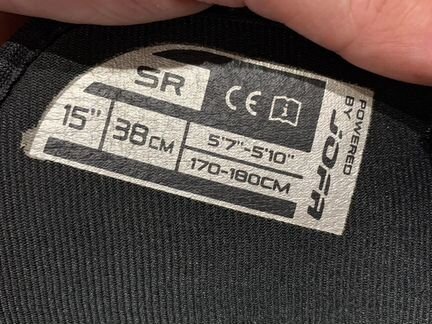 SR
CE
15"
38CM
5'7"-5'10"
170-180CM
POWERED
BY
JOFA